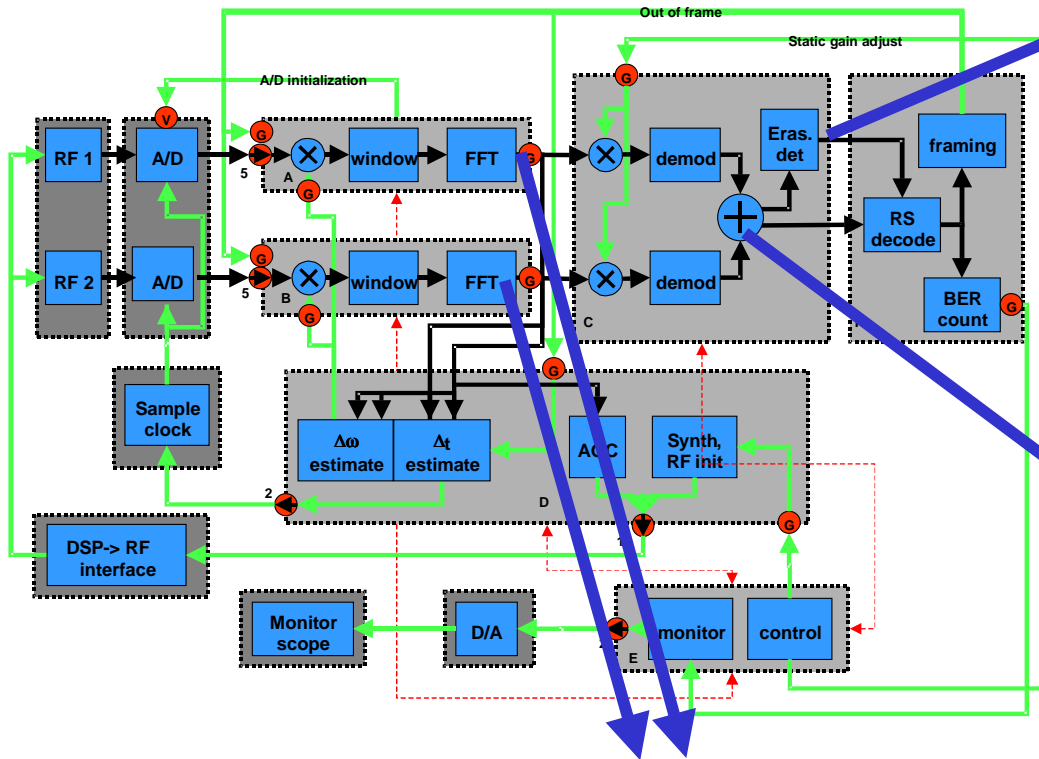 Out of frame
Static gain adjust
G
A/D initialization
V
G
G
RF 1
A/D
5
A
window
FFT
G
demod
Eras.
det
framing
G
RS
decode
G
RF 2
A/D
5
B
window
FFT
G
demod
C
BER
count
G
G
G
Sample
clock
Δω
estimate
Δt
estimate
AGC
Synth,
RF init
2
D
G
1
DSP-> RF
interface
Monitor
scope
D/A
2
monitor
control
E